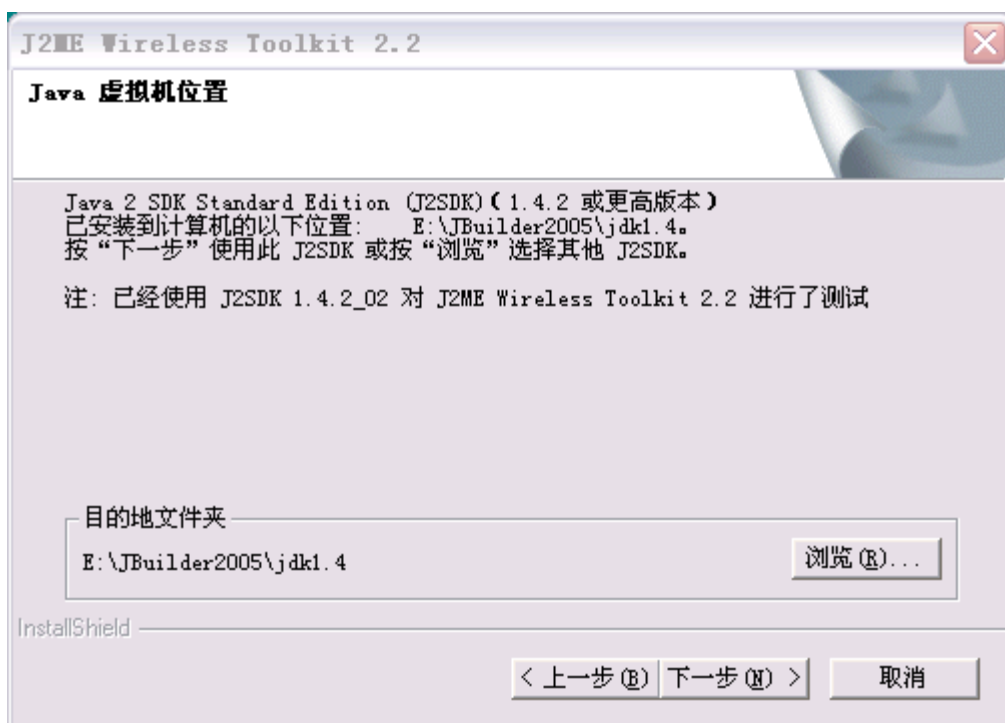 J2ME Wireless Toolkit 2.2
Java 虚拟机位置
Java 2 SDK Standard Edition (J2SDK)(1.4.2 或更高版本)
已安装到计算机的以下位置: E:\JBuilder2005\jdk1.4。
按“下一步”使用此 J2SDK 或按“浏览”选择其他 J2SDK。
注: 已经使用 J2SDK 1.4.2_02 对 J2ME Wireless Toolkit 2.2 进行了测试
目的地文件夹
E:\JBuilder2005\jdk1.4
浏览(R)...
InstallShield
< 上一步(B) 下一步(N) > 取消